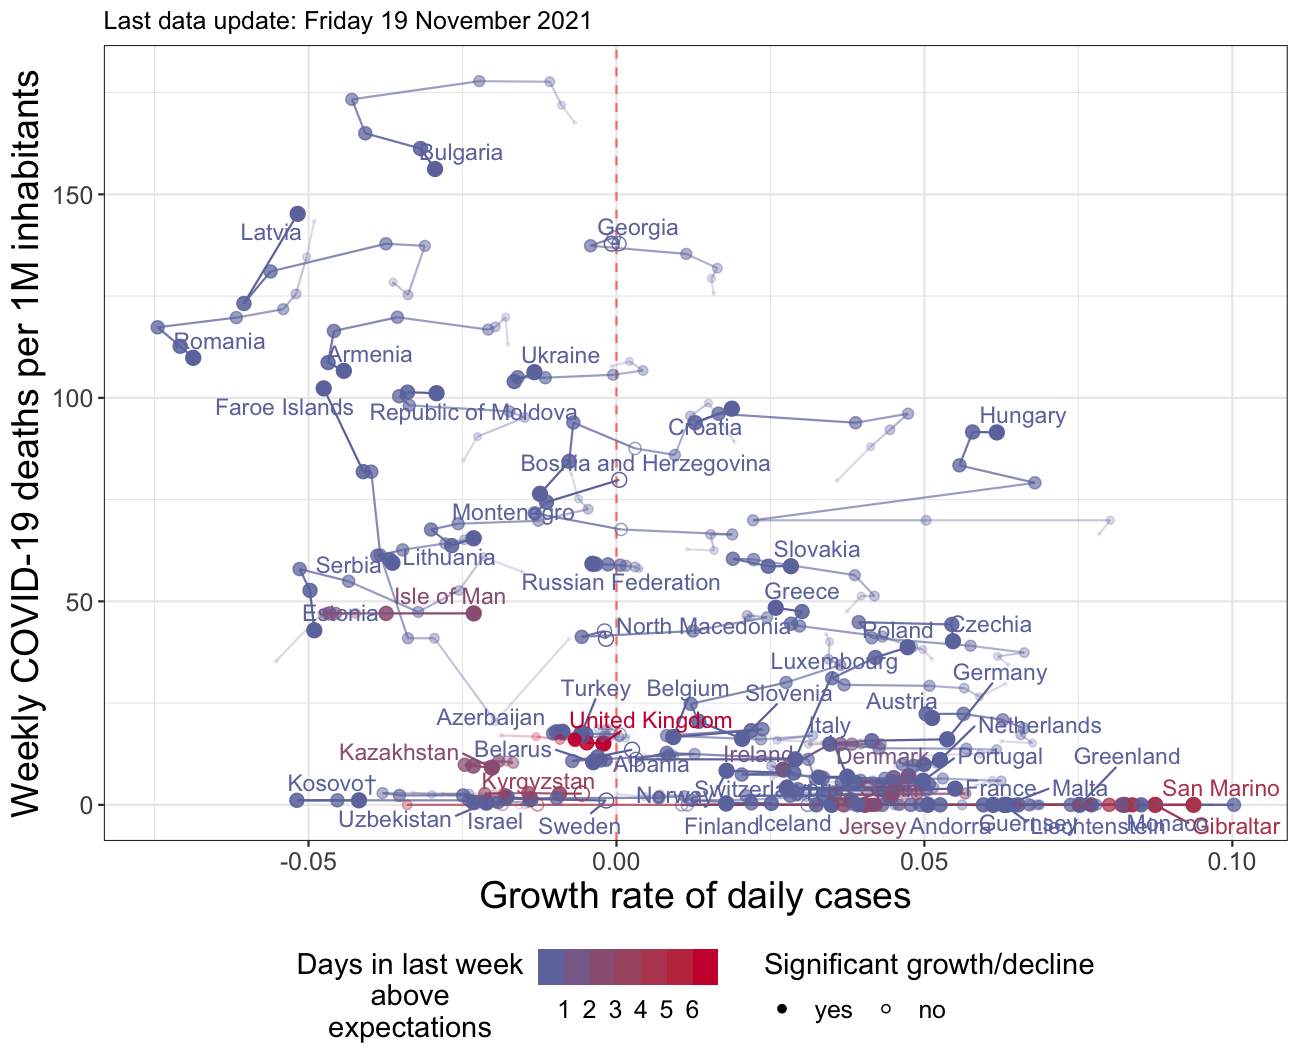 Last data update: Friday 19 November 2021
Weekly COVID-19 deaths per 1M inhabitants
150
100
50
0
Bulgaria
Latvia
Georgia
Romania
Armenia
Ukraine
Faroe Islands
Republic of Moldova
Croatia
Hungary
Bosnia and Herzegovina
Montenegro
Serbia
Lithuania
Slovakia
Russian Federation
Isle of Man
Greece
Estonia
North Macedonia
Poland
Czechia
Luxembourg
Germany
Turkey
Belgium
Slovenia
Austria
Azerbaijan
United Kingdom
Italy
Netherlands
Kazakhstan
Belarus
Albania
Ireland
Denmark
Portugal
Greenland
Kosovo†
Kyrgyzstan
Norway
Switzerland
Spain
France
Malta
San Marino
Uzbekistan
Israel
Sweden
Finland
Iceland
Jersey
Andorra
Guernsey
Liechtenstein
Monaco
Gibraltar
-0.05
0.00
0.05
0.10
Growth rate of daily cases
Days in last week
above
expectations
1 2 3 4 5 6
Significant growth/decline
yes
no